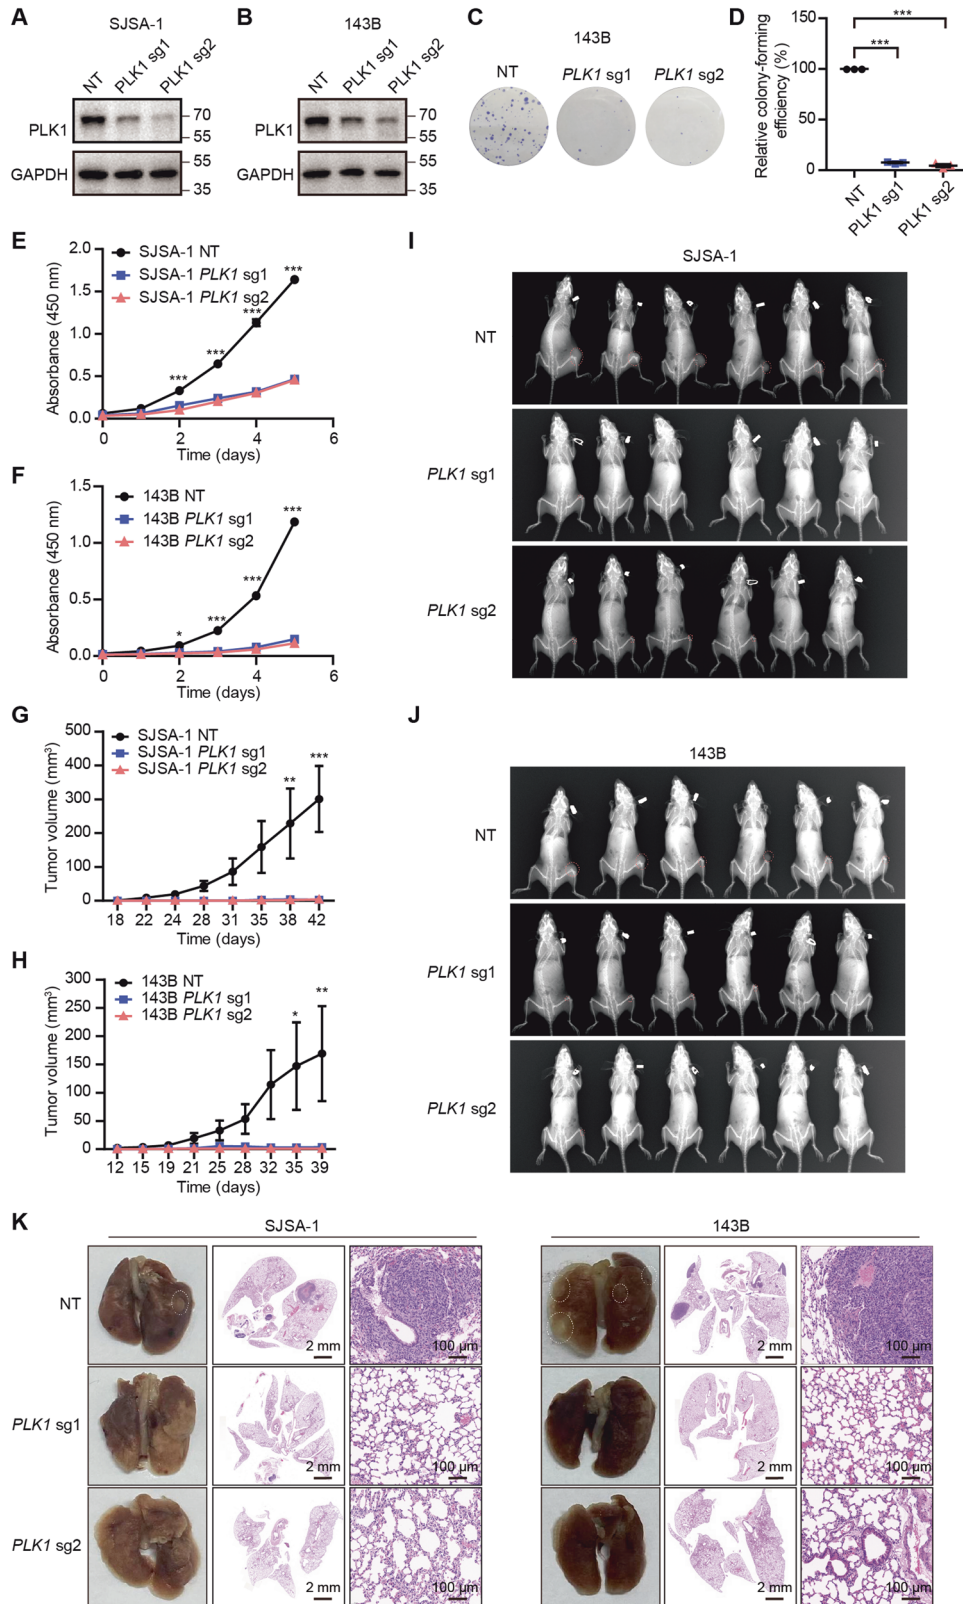 A
SJSA-1
NT
PLK1 sg1
PLK1 sg2
PLK1
70
55
GAPDH
55
35
B
143B
NT
PLK1 sg1
PLK1 sg2
PLK1
70
55
GAPDH
55
35
C
143B
NT
PLK1 sg1
PLK1 sg2
D
Relative colony-forming
efficiency (%)
150
100
50
0
***
***
NT
PLK1 sg1
PLK1 sg2
E
SJSA-1 NT
SJSA-1 PLK1 sg1
SJSA-1 PLK1 sg2
Absorbance (450 nm)
2.0
1.5
1.0
0.5
0.0
***
***
***
***
0 2 4 6
Time (days)
F
143B NT
143B PLK1 sg1
143B PLK1 sg2
Absorbance (450 nm)
1.5
1.0
0.5
0.0
*
***
***
***
0 2 4 6
Time (days)
G
SJSA-1 NT
SJSA-1 PLK1 sg1
SJSA-1 PLK1 sg2
Tumor volume (mm³)
500
400
300
200
100
0
**
***
18 22 24 28 31 35 38 42
Time (days)
H
143B NT
143B PLK1 sg1
143B PLK1 sg2
Tumor volume (mm³)
300
250
200
150
100
50
0
*
**
12 15 19 21 25 28 32 35 39
Time (days)
I
SJSA-1
NT
PLK1 sg1
PLK1 sg2
J
143B
NT
PLK1 sg1
PLK1 sg2
K
SJSA-1
143B
NT
2 mm
100 µm
2 mm
100 µm
PLK1 sg1
2 mm
100 µm
2 mm
100 µm
PLK1 sg2
2 mm
100 µm
2 mm
100 µm